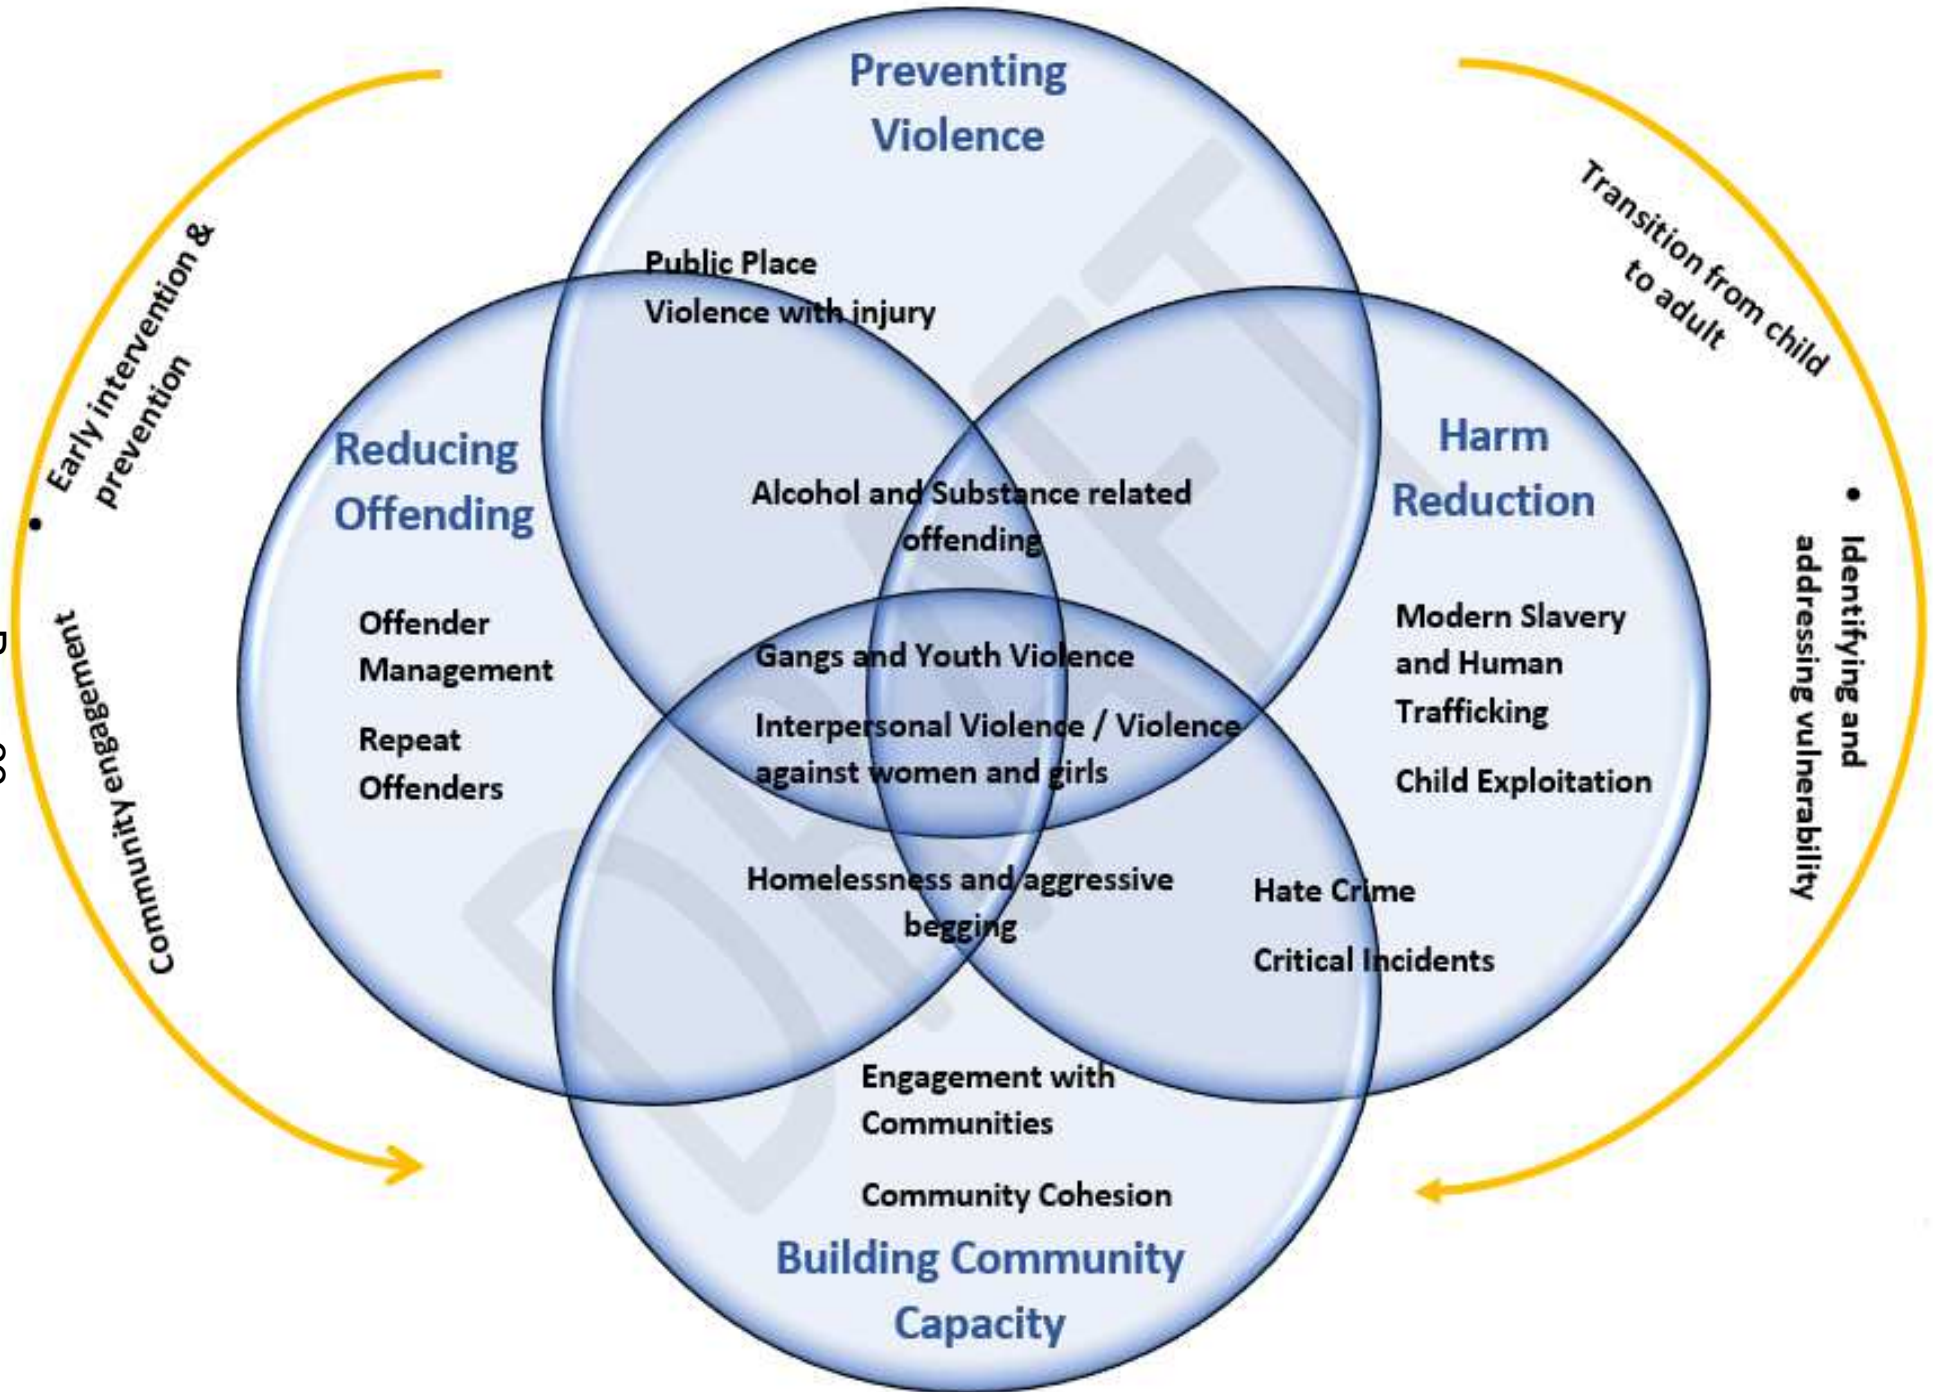 Preventing
Violence
Public Place
Violence with injury
Early intervention &
prevention
Community engagement
Transition from child
to adult
Identifying and
addressing vulnerability
Reducing
Offending
Offender
Management
Repeat
Offenders
Harm
Reduction
Modern Slavery
and Human
Trafficking
Child Exploitation
Alcohol and Substance related
offending
Gangs and Youth Violence
Interpersonal Violence / Violence
against women and girls
Homelessness and aggressive
begging
Hate Crime
Critical Incidents
Engagement with
Communities
Community Cohesion
Building Community
Capacity
DRAFT